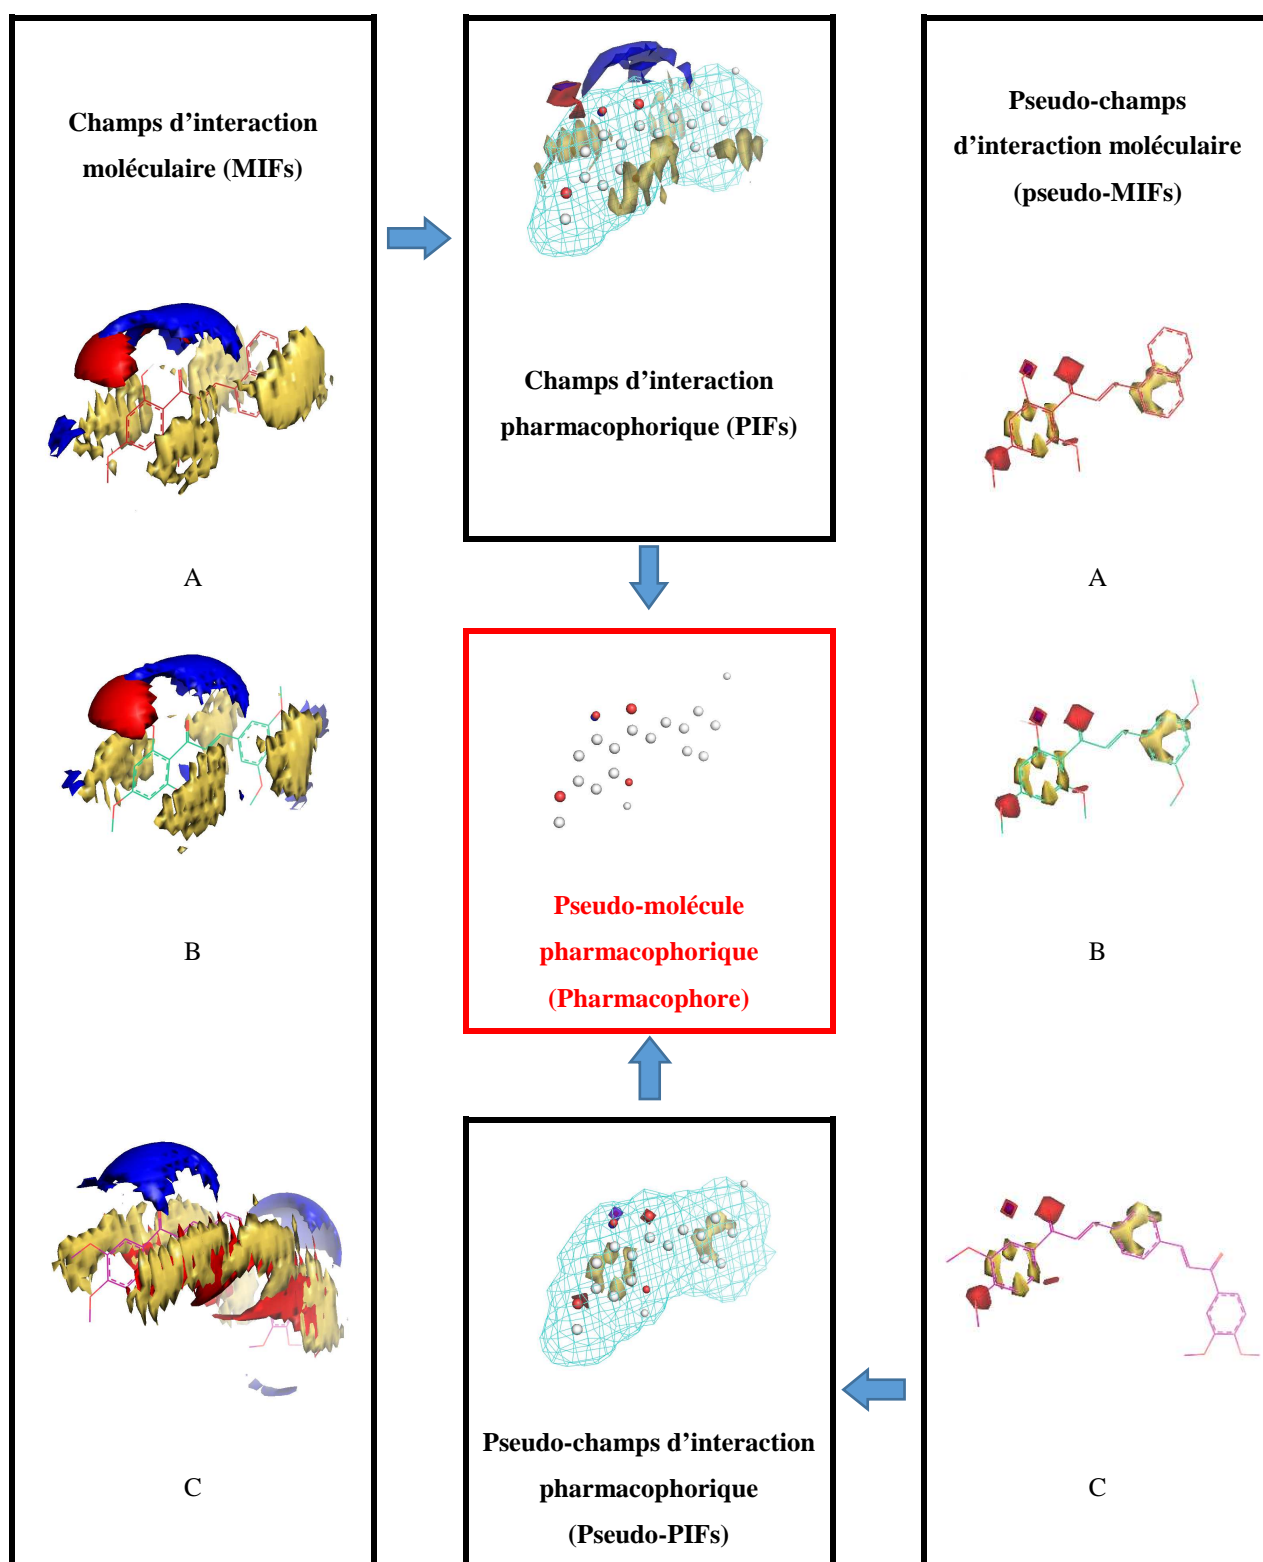 Champs d’interaction
moléculaire (MIFs)
A
B
C
Champs d’interaction
pharmacophorique (PIFs)
Pseudo-molécule
pharmacophorique
(Pharmacophore)
Pseudo-champs d’interaction
pharmacophorique
(Pseudo-PIFs)
Pseudo-champs
d’interaction moléculaire
(pseudo-MIFs)
A
B
C